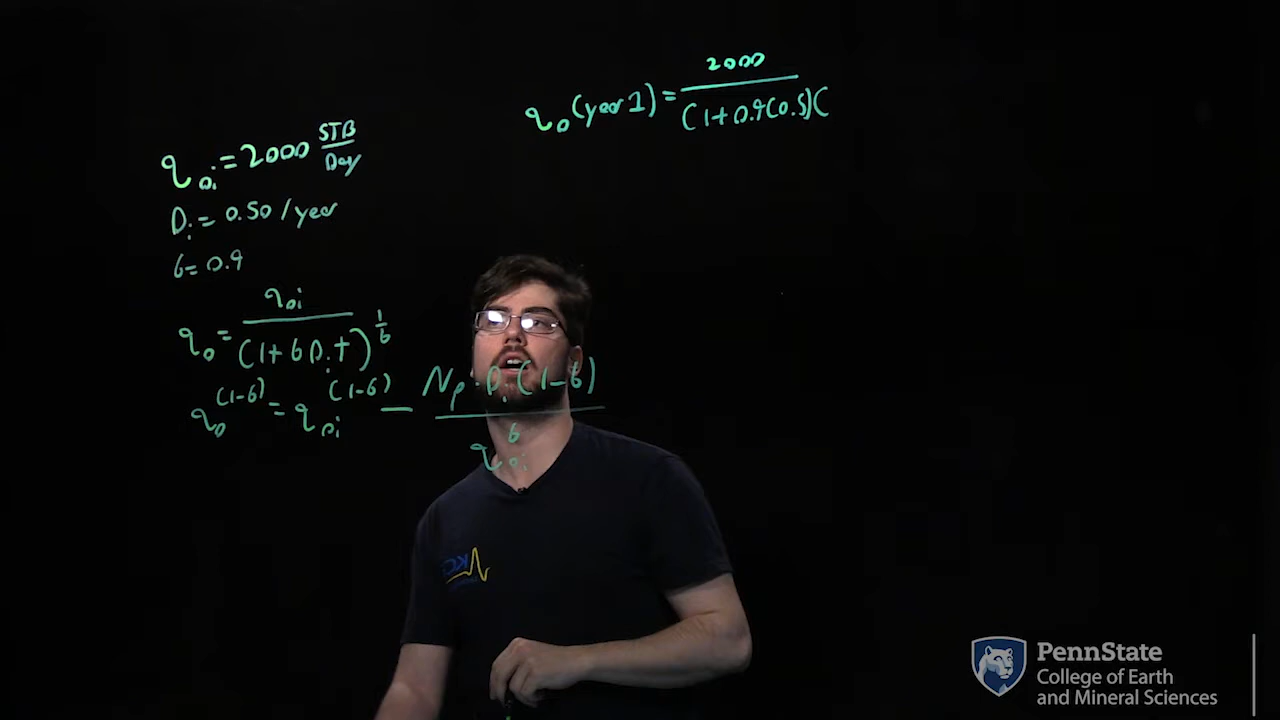 q_oi = 2000 STB/Day
D_i = 0.50 / year
b = 0.9
q_o = q_oi / (1 + b D_i t)^(1/b)
q_o^(1-b) = q_oi^(1-b) - N_p · D_i (1-b) / q_oi^b
q_o (year 1) = 2000 / (1 + 0.9(0.5)(
PennState
College of Earth
and Mineral Sciences